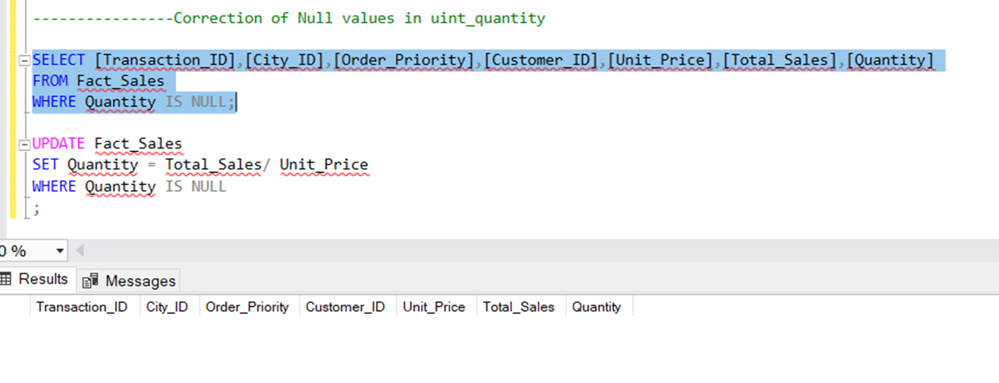 ----------------Correction of Null values in uint_quantity
SELECT [Transaction_ID],[City_ID],[Order_Priority],[Customer_ID],[Unit_Price],[Total_Sales],[Quantity]
FROM Fact_Sales
WHERE Quantity IS NULL;
UPDATE Fact_Sales
SET Quantity = Total_Sales/ Unit_Price
WHERE Quantity IS NULL
;
0 %
Results Messages
Transaction_ID City_ID Order_Priority Customer_ID Unit_Price Total_Sales Quantity